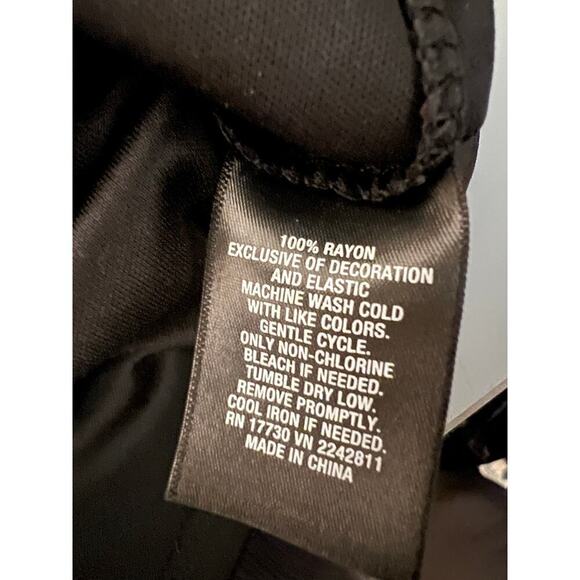 100% RAYON
EXCLUSIVE OF DECORATION
AND ELASTIC
MACHINE WASH COLD
WITH LIKE COLORS.
GENTLE CYCLE.
ONLY NON-CHLORINE
BLEACH IF NEEDED.
TUMBLE DRY LOW.
REMOVE PROMPTLY.
COOL IRON IF NEEDED.
RN 17730 VN 2242811
MADE IN CHINA